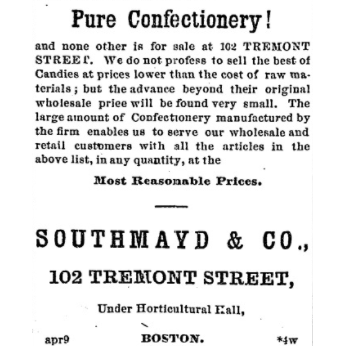 Pure Confectionery!
and none other is for sale at 102 TREMONT
STREET. We do not profess to sell the best of
Candies at prices lower than the cost of raw ma-
terials; but the advance beyond their original
wholesale price will be found very small. The
large amount of Confectionery manufactured by
the firm enables us to serve our wholesale and
retail customers with all the articles in the
above list, in any quantity, at the
Most Reasonable Prices.
SOUTHMAYD & CO.,
102 TREMONT STREET,
Under Horticultural Hall,
BOSTON.
apr9 *4w